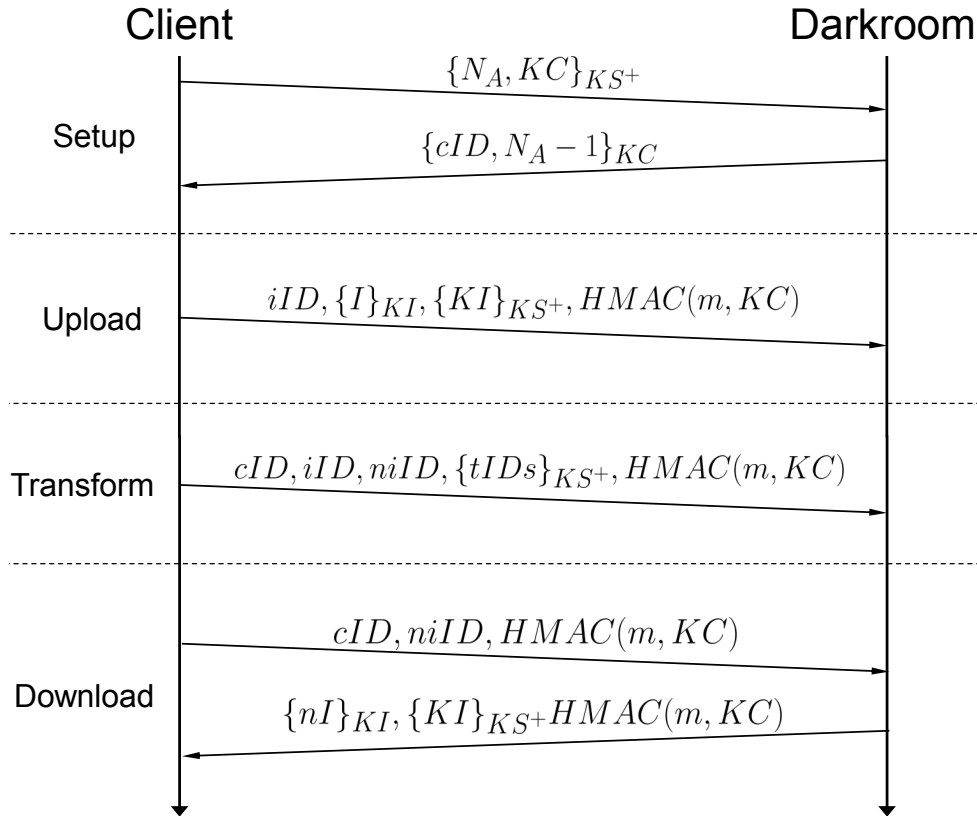 Client
Darkroom
{N_A, KC}_{KS^+}
Setup
{cID, N_A − 1}_{KC}
iID, {I}_{KI}, {KI}_{KS^+}, HMAC(m, KC)
Upload
cID, iID, niID, {tIDs}_{KS^+}, HMAC(m, KC)
Transform
cID, niID, HMAC(m, KC)
Download
{nI}_{KI}, {KI}_{KS^+}HMAC(m, KC)